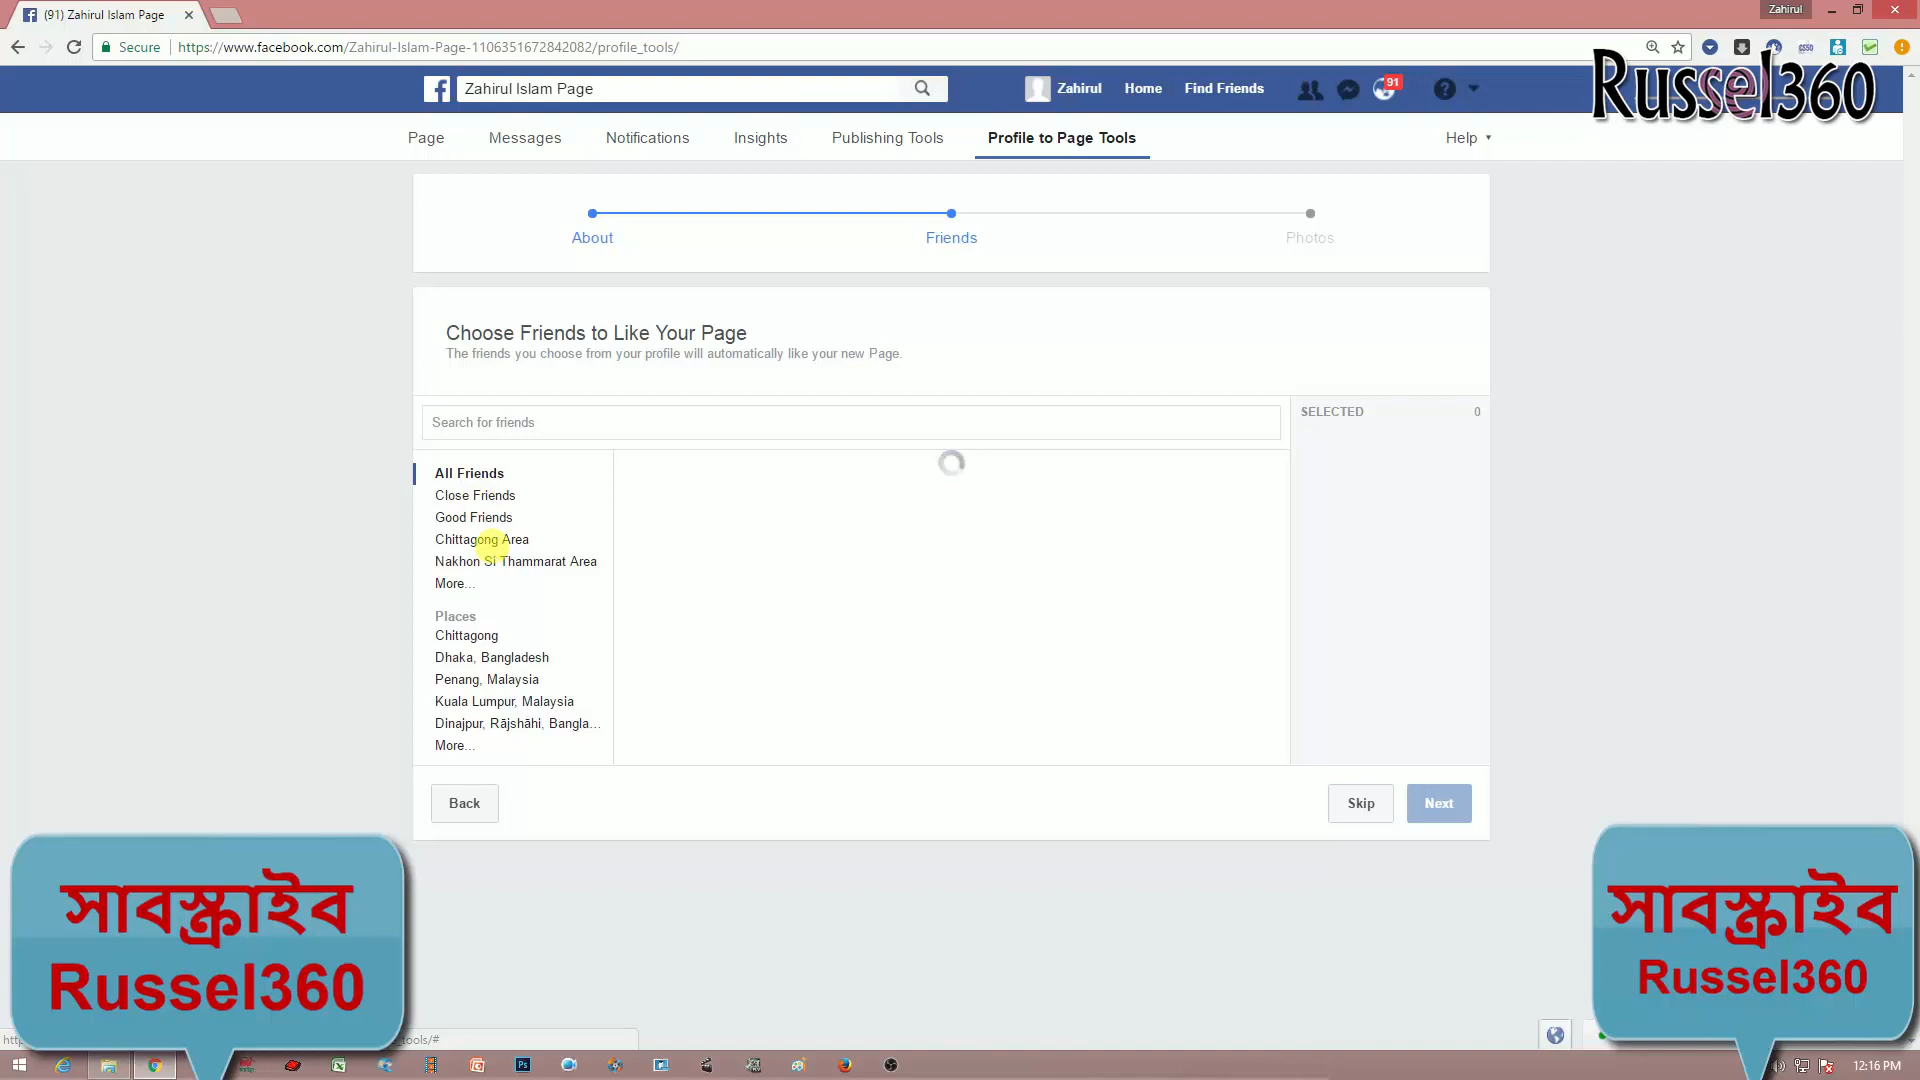 (91) Zahirul Islam Page
Zahirul
Secure
https://www.facebook.com/Zahirul-Islam-Page-1106351672842082/profile_tools/
Zahirul Islam Page
Zahirul
Home
Find Friends
91
Russel360
Page
Messages
Notifications
Insights
Publishing Tools
Profile to Page Tools
Help
About
Friends
Photos
Choose Friends to Like Your Page
The friends you choose from your profile will automatically like your new Page.
Search for friends
SELECTED 0
All Friends
Close Friends
Good Friends
Chittagong Area
Nakhon Si Thammarat Area
More...
Places
Chittagong
Dhaka, Bangladesh
Penang, Malaysia
Kuala Lumpur, Malaysia
Dinajpur, Rājshāhi, Bangla...
More...
Back
Skip
Next
সাবস্ক্রাইব
Russel360
সাবস্ক্রাইব
Russel360
12:16 PM